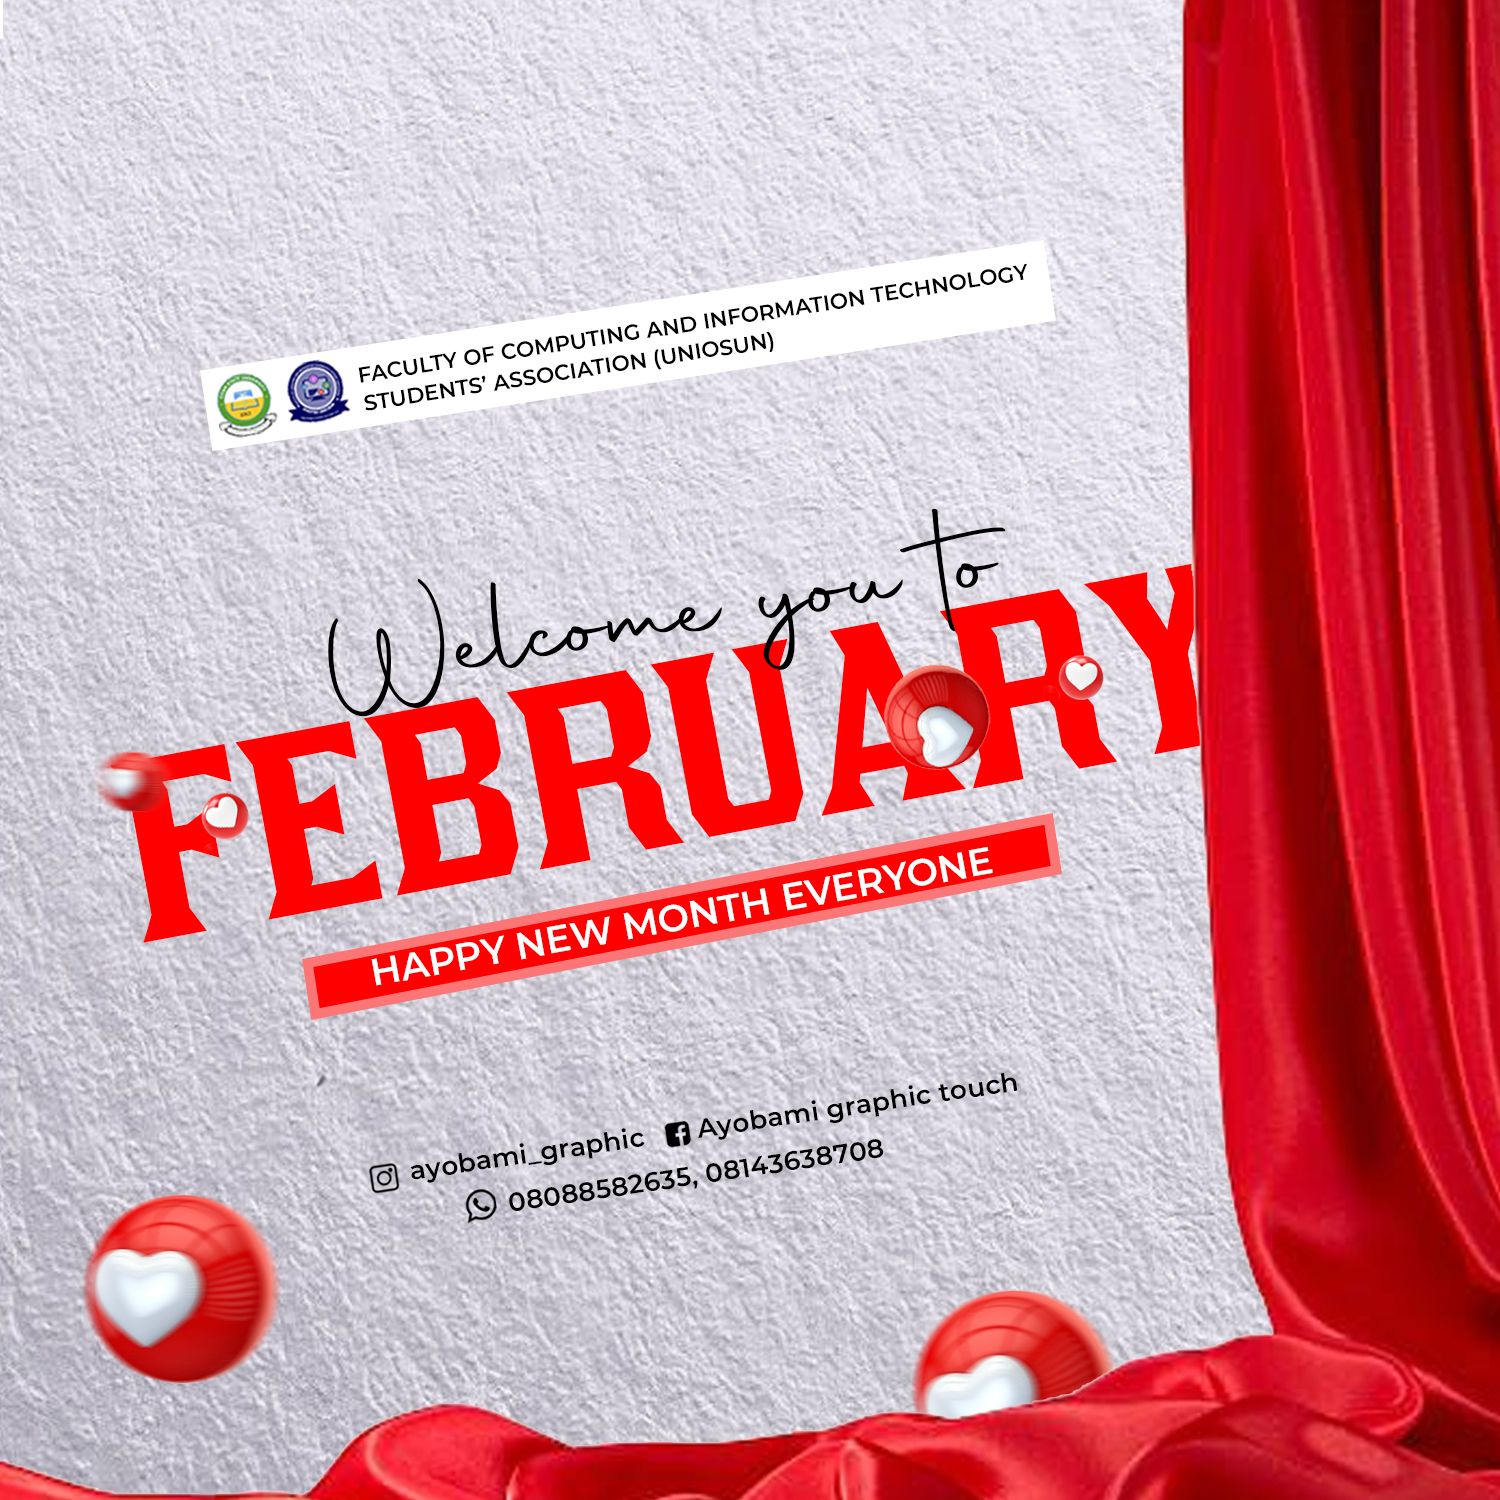 FACULTY OF COMPUTING AND INFORMATION TECHNOLOGY
STUDENTS’ ASSOCIATION (UNIOSUN)
Welcome you to
FEBRUARY
HAPPY NEW MONTH EVERYONE
ayobami_graphic Ayobami graphic touch
08088582635, 08143638708